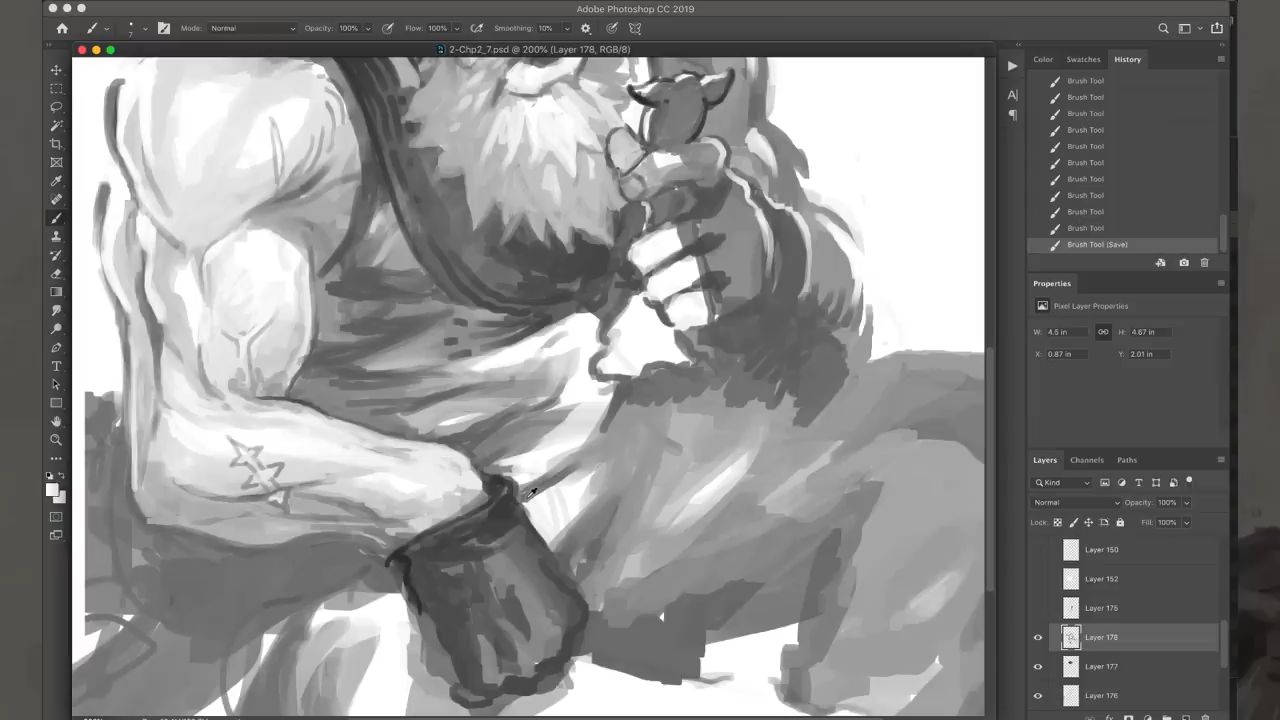 Adobe Photoshop CC 2019
7 Mode: Normal Opacity: 100% Flow: 100% Smoothing: 10%
2-Chp2_7.psd @ 200% (Layer 178, RGB/8)
Color Swatches History
Brush Tool
Brush Tool
Brush Tool
Brush Tool
Brush Tool
Brush Tool
Brush Tool
Brush Tool
Brush Tool
Brush Tool
Brush Tool (Save)
Properties
Pixel Layer Properties
W: 4.5 in H: 4.67 in
X: 0.87 in Y: 2.01 in
Layers Channels Paths
Kind
Normal Opacity: 100%
Lock: Fill: 100%
Layer 150
Layer 152
Layer 175
Layer 178
Layer 177
Layer 176